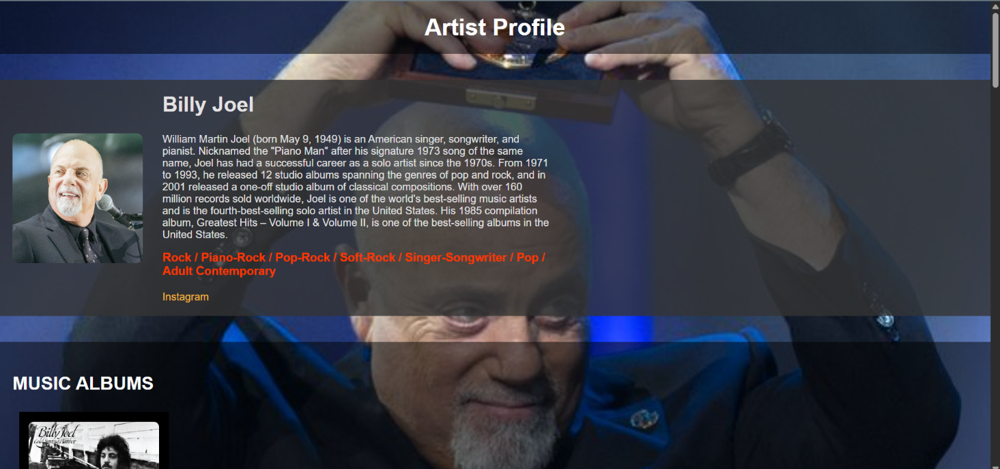 Artist Profile
Billy Joel
William Martin Joel (born May 9, 1949) is an American singer, songwriter, and
pianist. Nicknamed the "Piano Man" after his signature 1973 song of the same
name, Joel has had a successful career as a solo artist since the 1970s. From 1971
to 1993, he released 12 studio albums spanning the genres of pop and rock, and in
2001 released a one-off studio album of classical compositions. With over 160
million records sold worldwide, Joel is one of the world's best-selling music artists
and is the fourth-best-selling solo artist in the United States. His 1985 compilation
album, Greatest Hits – Volume I & Volume II, is one of the best-selling albums in the
United States.
Rock / Piano-Rock / Pop-Rock / Soft-Rock / Singer-Songwriter / Pop /
Adult Contemporary
Instagram
MUSIC ALBUMS
Billy Joel
Cold Spring Harbor